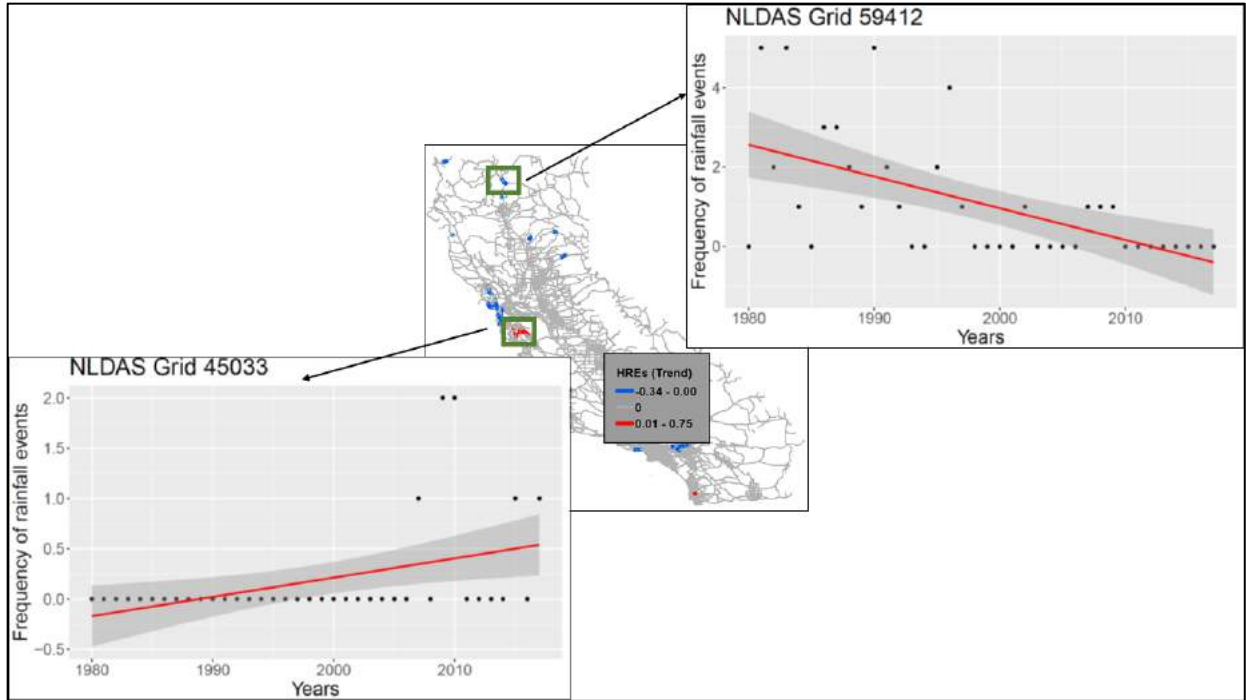 NLDAS Grid 59412
Frequency of rainfall events
4
2
0
1980
1990
2000
2010
Years
HREs (Trend)
-0.34 - 0.00
0
0.01 - 0.75
NLDAS Grid 45033
Frequency of rainfall events
2.0
1.5
1.0
0.5
0.0
-0.5
1980
1990
2000
2010
Years